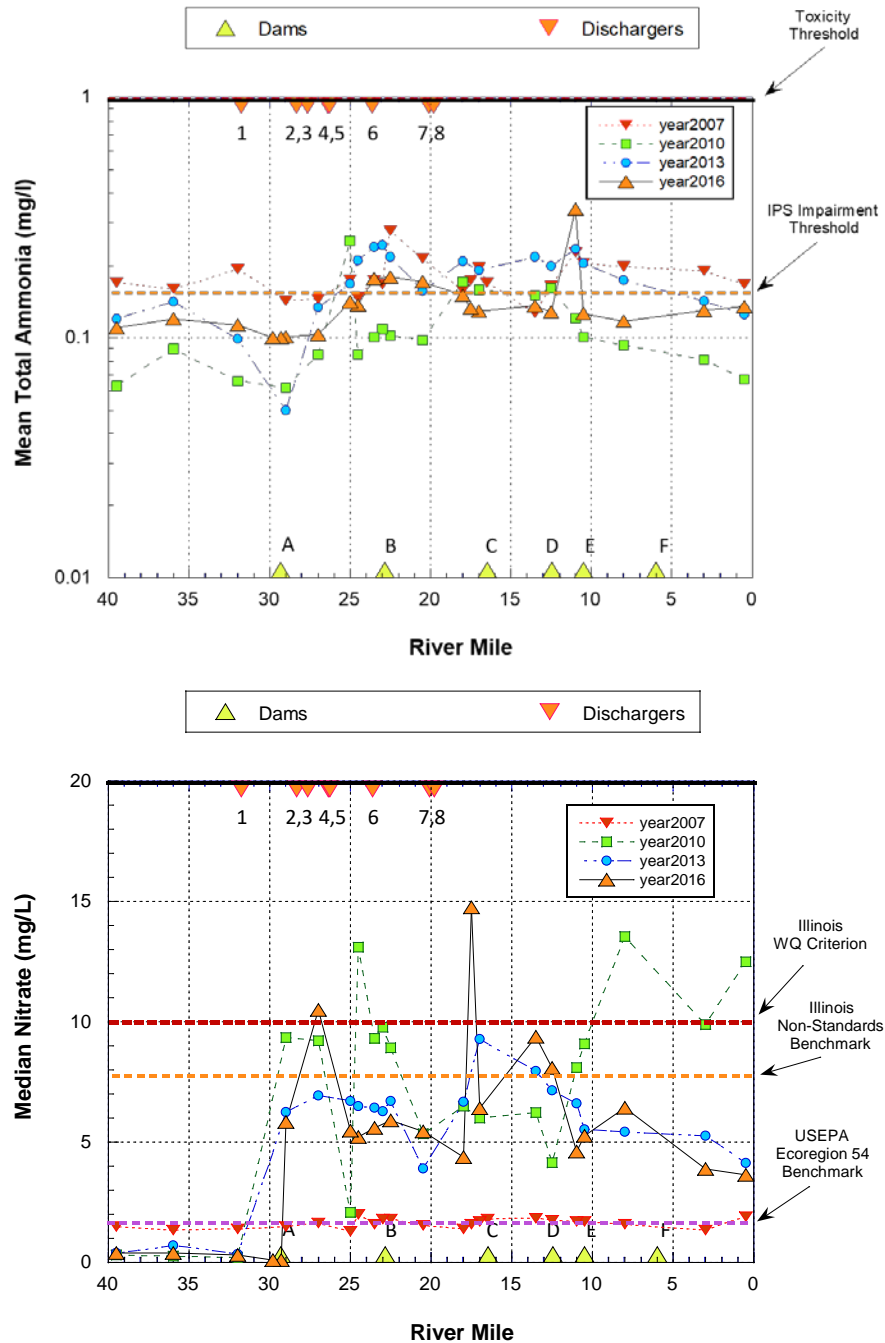 Dams Dischargers
Toxicity
Threshold
1
1 2,3 4,5 6 7,8
year2007
year2010
year2013
year2016
IPS Impairment
Threshold
Mean Total Ammonia (mg/l)
0.1
A B C D E F
0.01
40 35 30 25 20 15 10 5 0
River Mile
Dams Dischargers
20
1 2,3 4,5 6 7,8
year2007
year2010
year2013
year2016
15
Illinois
WQ Criterion
Median Nitrate (mg/L)
10
Illinois
Non-Standards
Benchmark
5
USEPA
Ecoregion 54
Benchmark
A B C D E F
0
40 35 30 25 20 15 10 5 0
River Mile